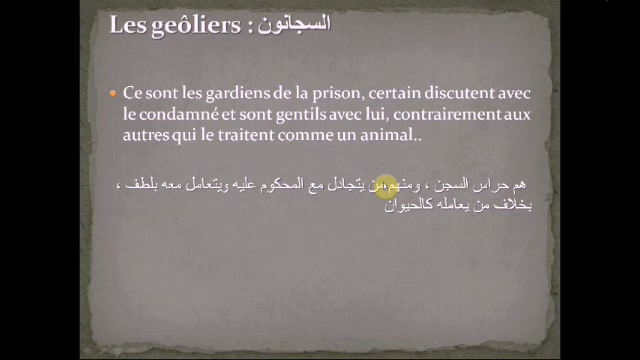 Les geôliers : السجانون
Ce sont les gardiens de la prison, certain discutent avec
le condamné et sont gentils avec lui, contrairement aux
autres qui le traitent comme un animal..
هم حراس السجن ، ومنهم من يتجادل مع المحكوم عليه ويتعامل معه بلطف ،
بخلاف من يعامله كالحيوان